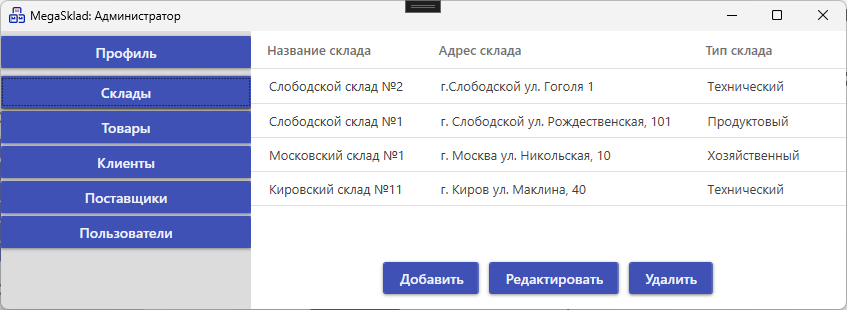 MegaSklad: Администратор
Профиль
Склады
Товары
Клиенты
Поставщики
Пользователи
Название склада Адрес склада Тип склада
Слободской склад №2 г.Слободской ул. Гоголя 1 Технический
Слободской склад №1 г. Слободской ул. Рождественская, 101 Продуктовый
Московский склад №1 г. Москва ул. Никольская, 10 Хозяйственный
Кировский склад №11 г. Киров ул. Маклина, 40 Технический
Добавить Редактировать Удалить